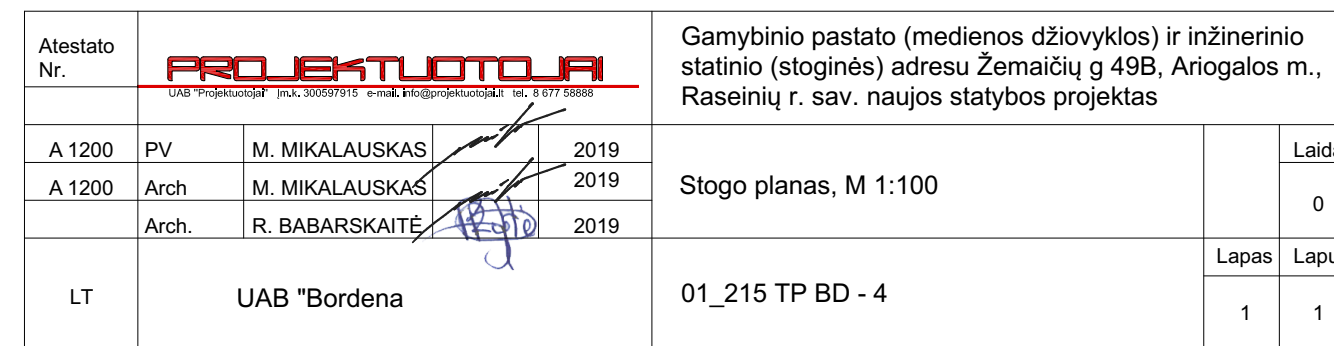 Atestato
Nr.
PROJEKTUOTOJAI
UAB "Projektuotojai" Įm.k. 300597915 e-mail. info@projektuotojai.lt tel. 8 677 58888
Gamybinio pastato (medienos džiovyklos) ir inžinerinio
statinio (stoginės) adresu Žemaičių g 49B, Ariogalos m.,
Raseinių r. sav. naujos statybos projektas
A 1200 PV M. MIKALAUSKAS 2019
A 1200 Arch M. MIKALAUSKAS 2019
Arch. R. BABARSKAITĖ 2019
Stogo planas, M 1:100
Laida
0
LT UAB "Bordena
01_215 TP BD - 4
Lapas Lapų
1 1